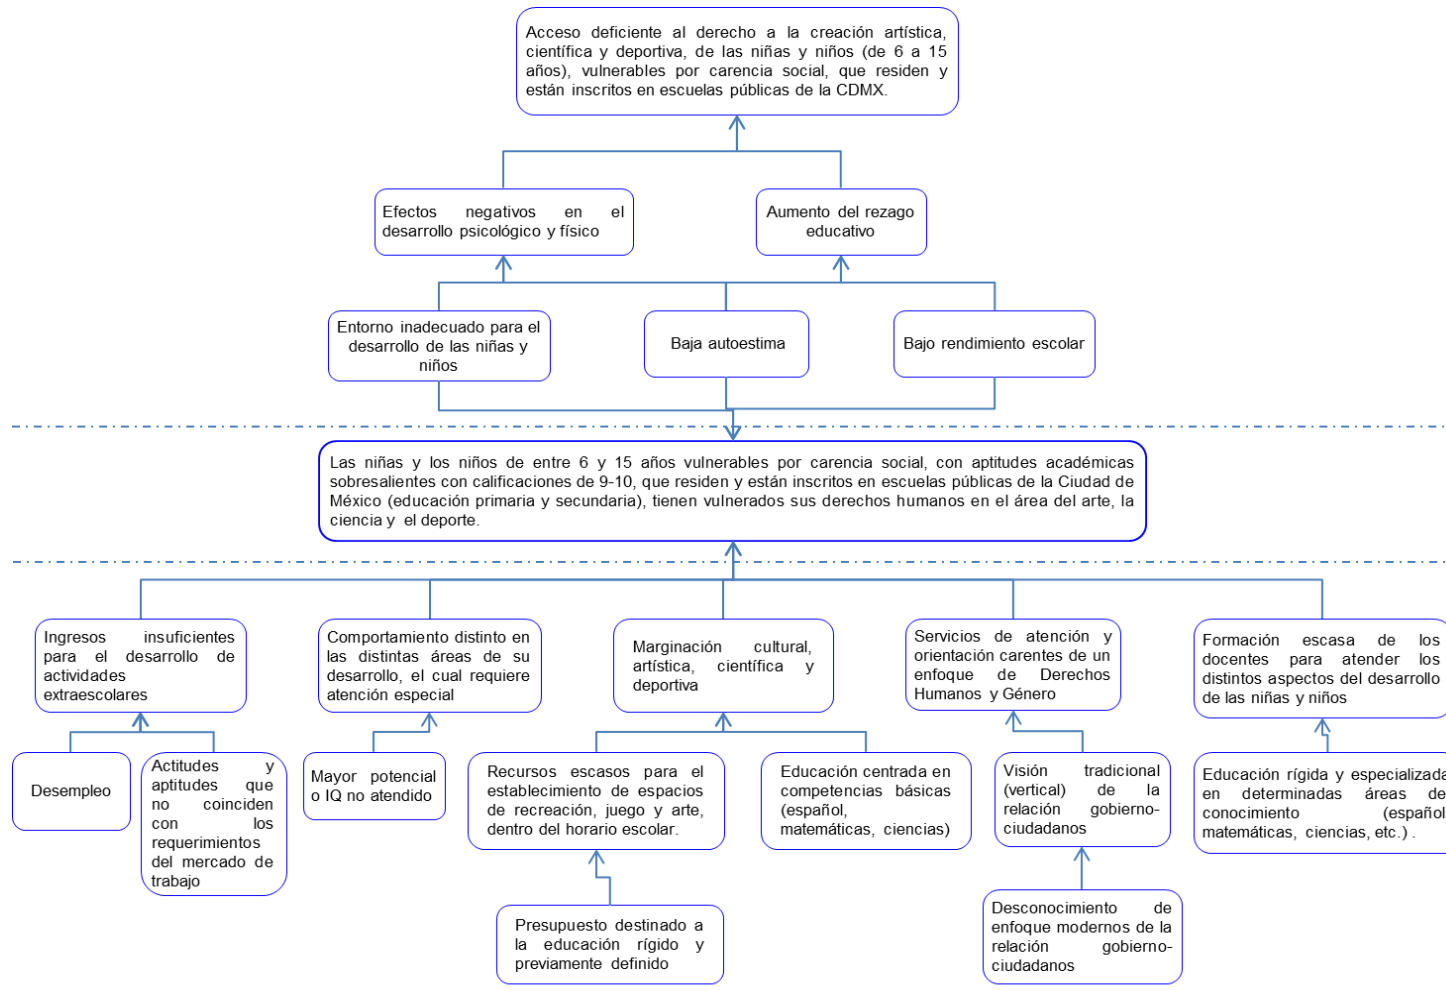 Acceso deficiente al derecho a la creación artística,
científica y deportiva, de las niñas y niños (de 6 a 15
años), vulnerables por carencia social, que residen y
están inscritos en escuelas públicas de la CDMX.
Efectos negativos en el
desarrollo psicológico y físico
Aumento del rezago
educativo
Entorno inadecuado para el
desarrollo de las niñas y
niños
Baja autoestima
Bajo rendimiento escolar
Las niñas y los niños de entre 6 y 15 años vulnerables por carencia social, con aptitudes académicas
sobresalientes con calificaciones de 9-10, que residen y están inscritos en escuelas públicas de la Ciudad de
México (educación primaria y secundaria), tienen vulnerados sus derechos humanos en el área del arte, la
ciencia y el deporte.
Ingresos insuficientes
para el desarrollo de
actividades
extraescolares
Comportamiento distinto en
las distintas áreas de su
desarrollo, el cual requiere
atención especial
Marginación cultural,
artística, científica y
deportiva
Servicios de atención y
orientación carentes de un
enfoque de Derechos
Humanos y Género
Formación escasa de los
docentes para atender los
distintos aspectos del desarrollo
de las niñas y niños
Desempleo
Actitudes y
aptitudes que
no coinciden
con los
requerimientos
del mercado de
trabajo
Mayor potencial
o IQ no atendido
Recursos escasos para el
establecimiento de espacios
de recreación, juego y arte,
dentro del horario escolar.
Educación centrada en
competencias básicas
(español,
matemáticas, ciencias)
Visión tradicional
(vertical) de la
relación gobierno-
ciudadanos
Educación rígida y especializada
en determinadas áreas de
conocimiento (español
matemáticas, ciencias, etc.) .
Presupuesto destinado a
la educación rígido y
previamente definido
Desconocimiento de
enfoque modernos de la
relación gobierno-
ciudadanos